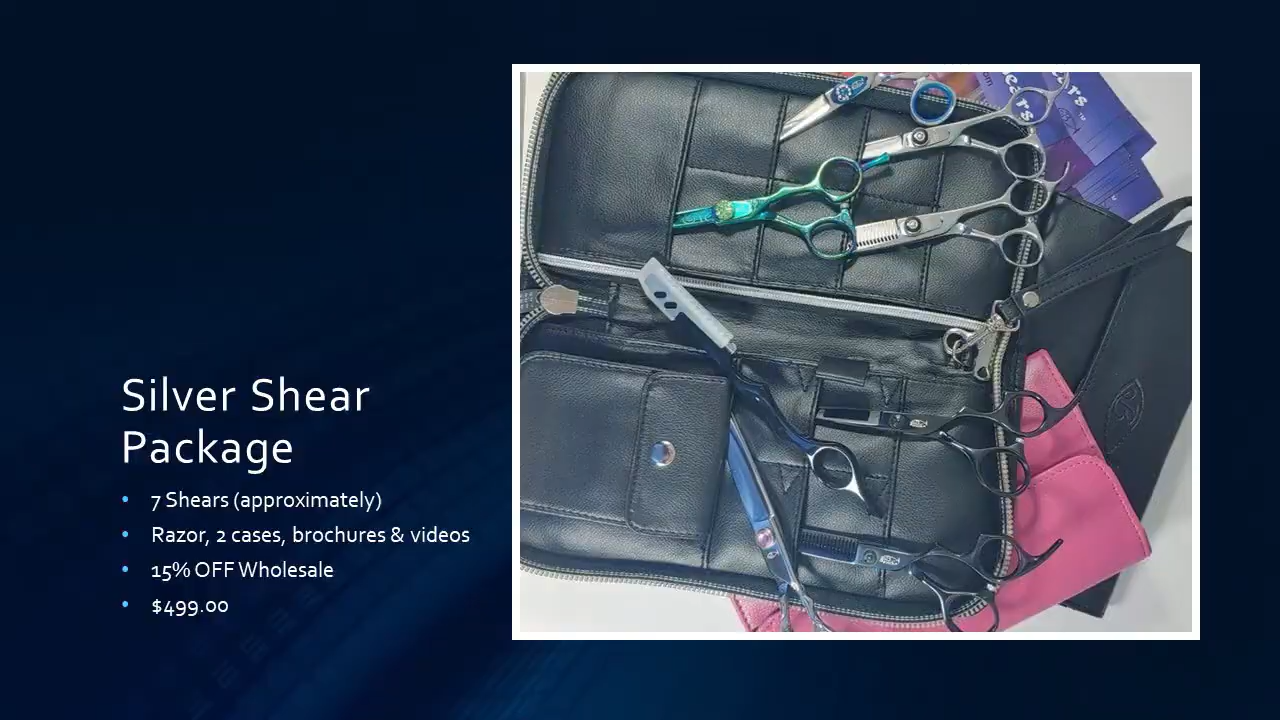 Silver Shear
Package
• 7 Shears (approximately)
• Razor, 2 cases, brochures & videos
• 15% OFF Wholesale
• $499.00